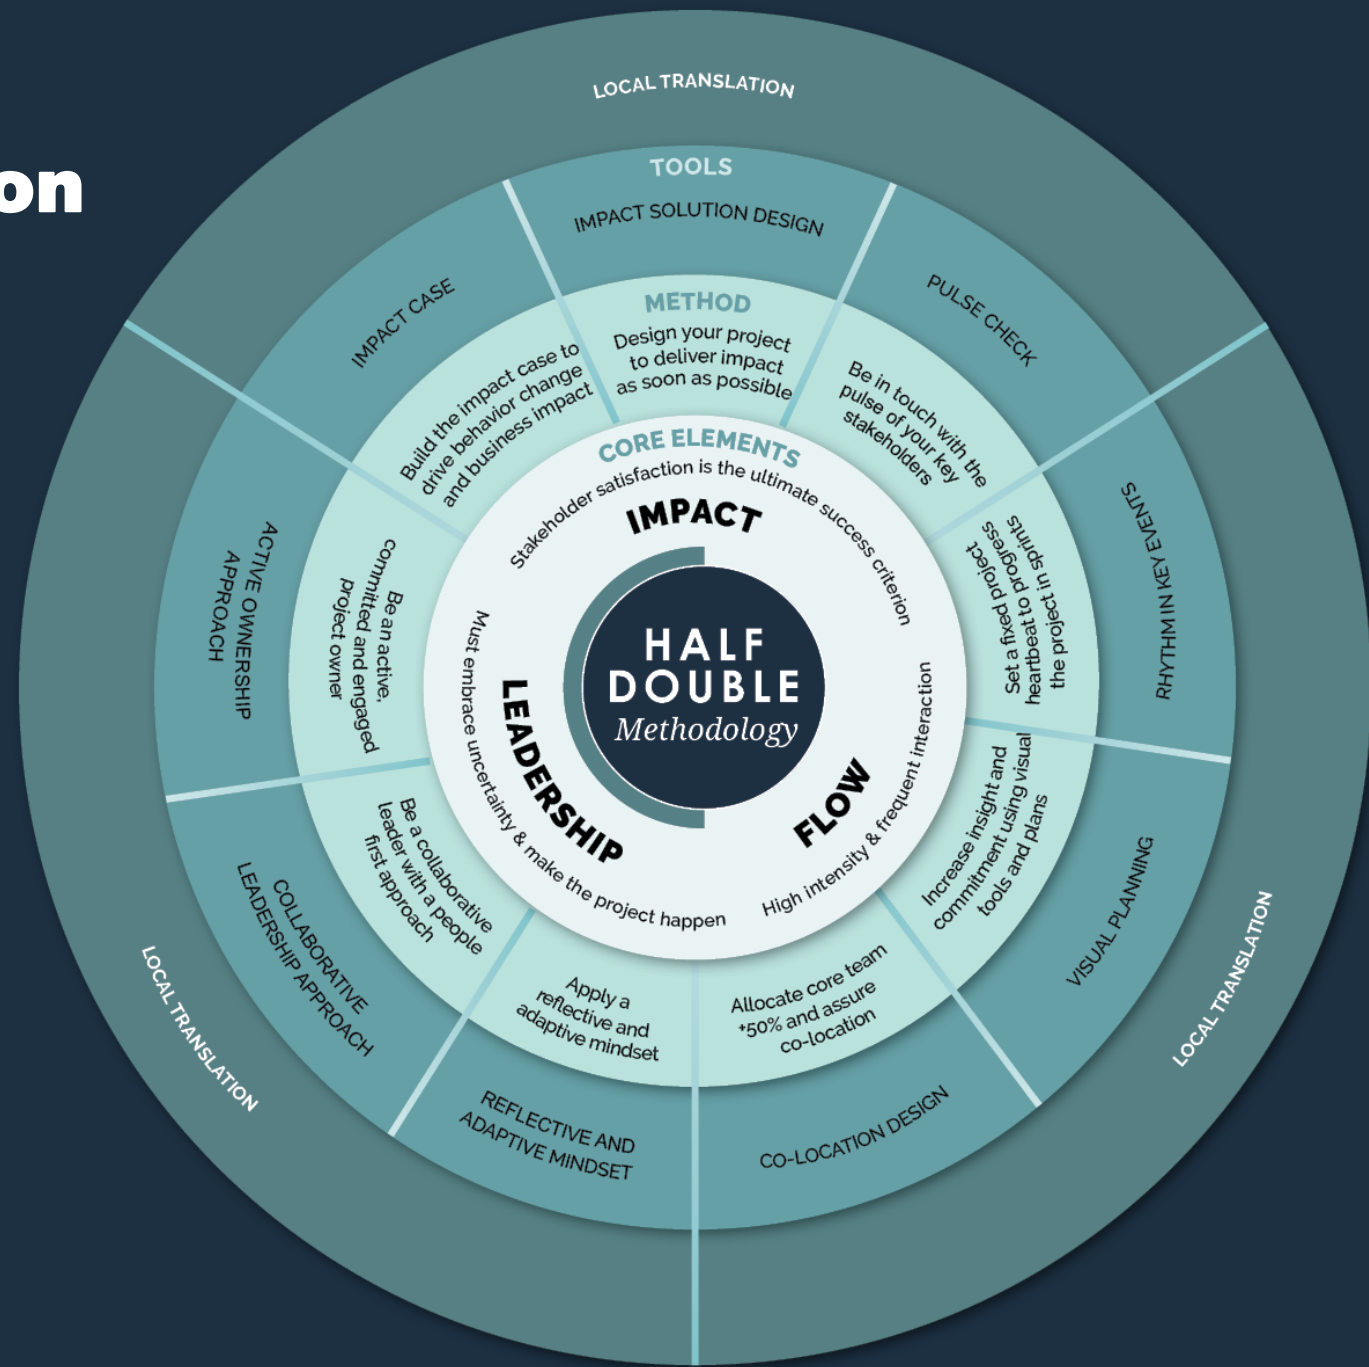 on
LOCAL TRANSLATION
TOOLS
IMPACT SOLUTION DESIGN
IMPACT CASE
PULSE CHECK
METHOD
Design your project
to deliver impact
as soon as possible
Build the impact case to
drive behavior change
and business impact
Be in touch with the
pulse of your key
stakeholders
CORE ELEMENTS
Stakeholder satisfaction is the ultimate success criterion
IMPACT
HALF
DOUBLE
Methodology
LEADERSHIP
Must embrace uncertainty & make the project happen
FLOW
High intensity & frequent interaction
RHYTHM IN KEY EVENTS
Set a fixed project
heartbeat to progress
the project in sprints
VISUAL PLANNING
Increase insight and
commitment using visual
tools and plans
CO-LOCATION DESIGN
Allocate core team
+50% and assure
co-location
LOCAL TRANSLATION
ACTIVE OWNERSHIP
APPROACH
Be an active,
committed and engaged
project owner
COLLABORATIVE
LEADERSHIP APPROACH
Be a collaborative
leader with a people
first approach
Apply a
reflective and
adaptive mindset
REFLECTIVE AND
ADAPTIVE MINDSET
LOCAL TRANSLATION